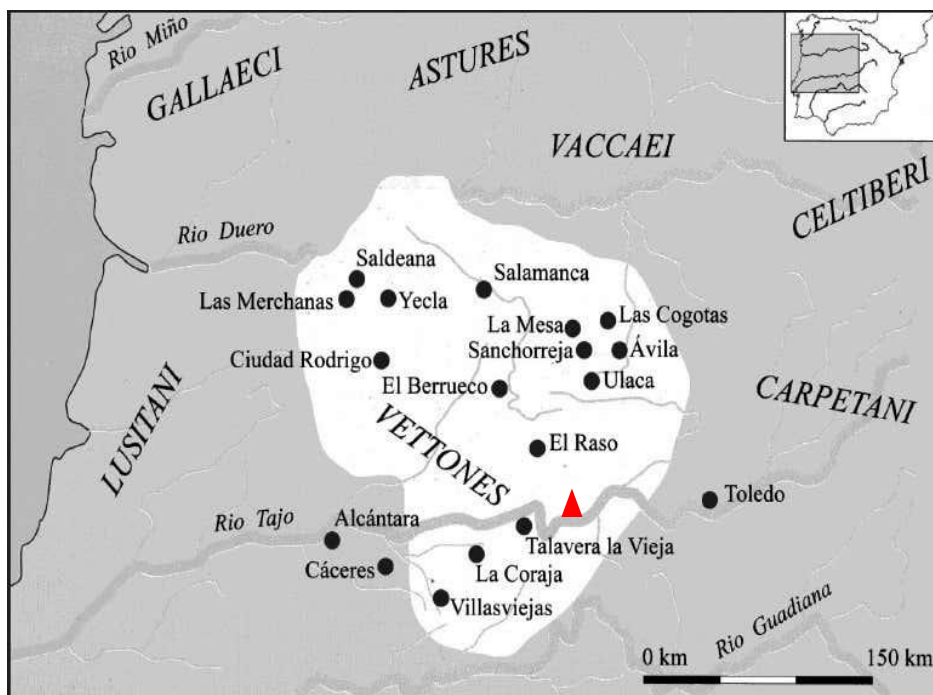 Rio Miño
GALLAECI
ASTURES
VACCAEI
CELTIBERI
Rio Duero
Saldeana
Salamanca
Las Merchanas
Yecla
La Mesa
Las Cogotas
Sanchorreja
Ávila
Ciudad Rodrigo
El Berrueco
Ulaca
CARPETANI
LUSITANI
VETTONES
El Raso
Toledo
Rio Tajo
Alcántara
Talavera la Vieja
Cáceres
La Coraja
Villasviejas
Rio Guadiana
0 km 150 km